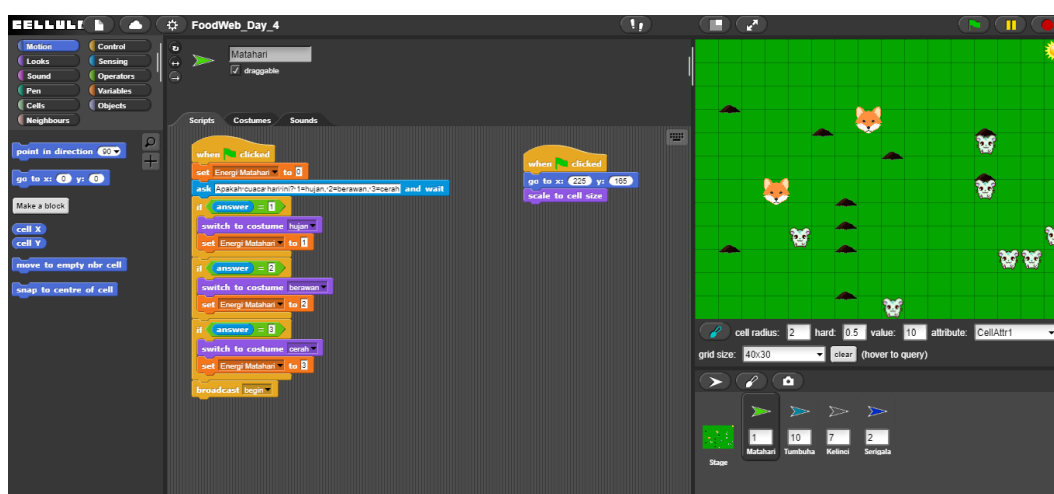 CELLULAR
FoodWeb_Day_4
Motion Control
Looks Sensing
Sound Operators
Pen Variables
Cells Objects
Neighbours
point in direction 90
go to x: 0 y: 0
Make a block
cell X
cell Y
move to empty nbr cell
snap to centre of cell
Matahari
draggable
Scripts Costumes Sounds
when clicked
set Energi Matahari to 0
ask Apakah cuaca hari ini? 1=hujan, 2=berawan, 3=cerah and wait
if answer = 1
switch to costume hujan
set Energi Matahari to 1
if answer = 2
switch to costume berawan
set Energi Matahari to 2
if answer = 3
switch to costume cerah
set Energi Matahari to 3
broadcast begin
when clicked
go to x: 225 y: 165
scale to cell size
cell radius: 2 hard: 0.5 value: 10 attribute: CellAttr1
grid size: 40x30 clear (hover to query)
Stage
1 10 7 2
Matahari Tumbuha Kelinci Serigala